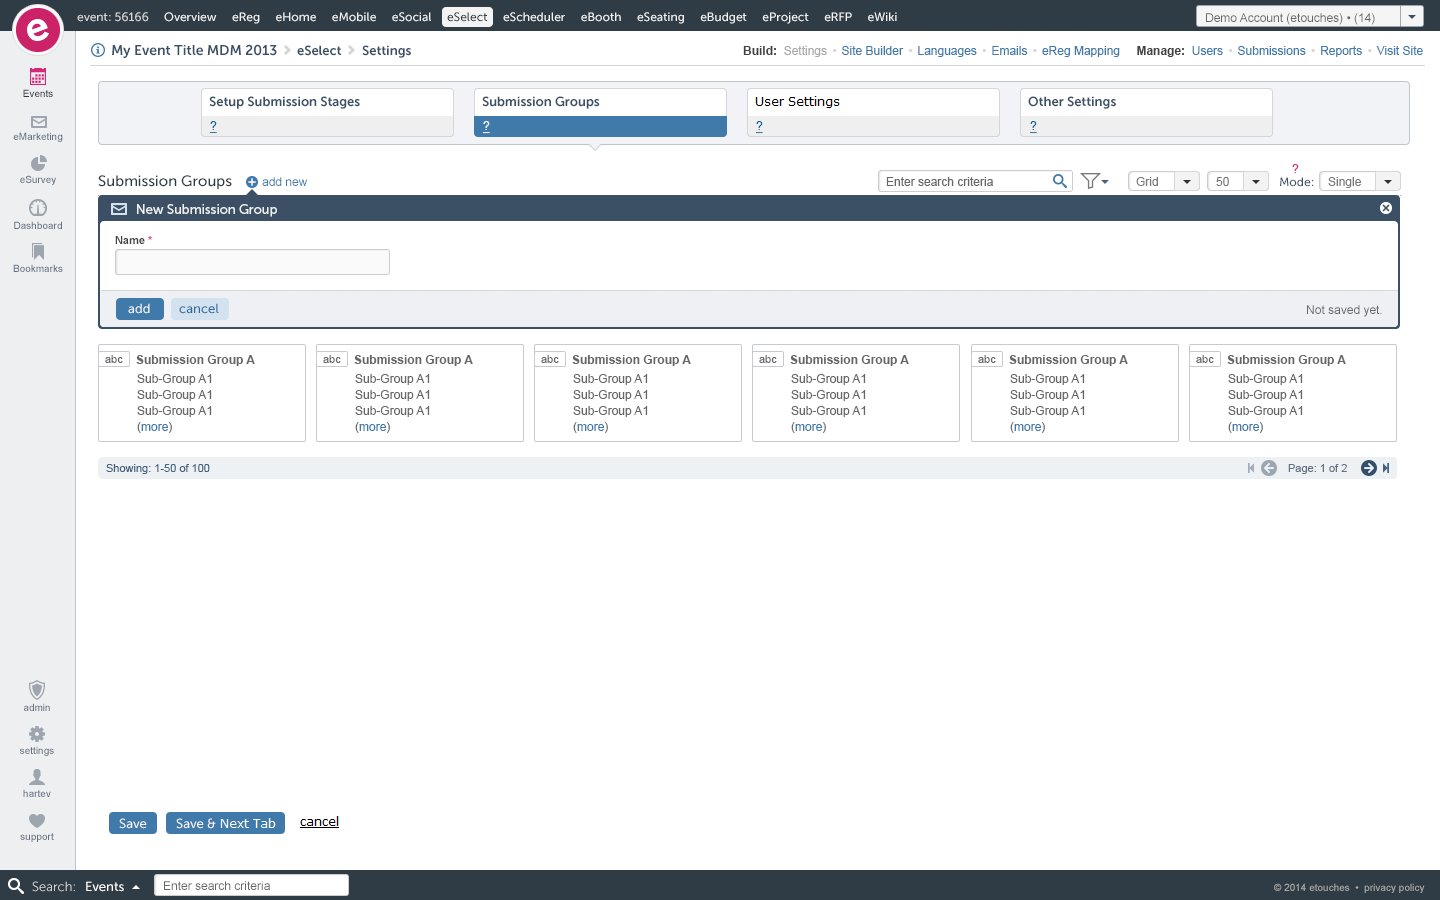 event: 56166 Overview eReg eHome eMobile eSocial eSelect eScheduler eBooth eSeating eBudget eProject eRFP eWiki Demo Account (etouches) • (14)
e
My Event Title MDM 2013 eSelect Settings Build: Settings • Site Builder • Languages • Emails • eReg Mapping Manage: Users • Submissions • Reports • Visit Site
Events
eMarketing
eSurvey
Dashboard
Bookmarks
Setup Submission Stages Submission Groups User Settings Other Settings
? ? ? ?
?
Submission Groups add new Enter search criteria Grid 50 Mode: Single
New Submission Group
Name *
add cancel Not saved yet.
abc Submission Group A abc Submission Group A abc Submission Group A abc Submission Group A abc Submission Group A abc Submission Group A
Sub-Group A1 Sub-Group A1 Sub-Group A1 Sub-Group A1 Sub-Group A1 Sub-Group A1
Sub-Group A1 Sub-Group A1 Sub-Group A1 Sub-Group A1 Sub-Group A1 Sub-Group A1
Sub-Group A1 Sub-Group A1 Sub-Group A1 Sub-Group A1 Sub-Group A1 Sub-Group A1
(more) (more) (more) (more) (more) (more)
Showing: 1-50 of 100 Page: 1 of 2
admin
settings
hartev
support
Save Save & Next Tab cancel
Search: Events Enter search criteria © 2014 etouches • privacy policy